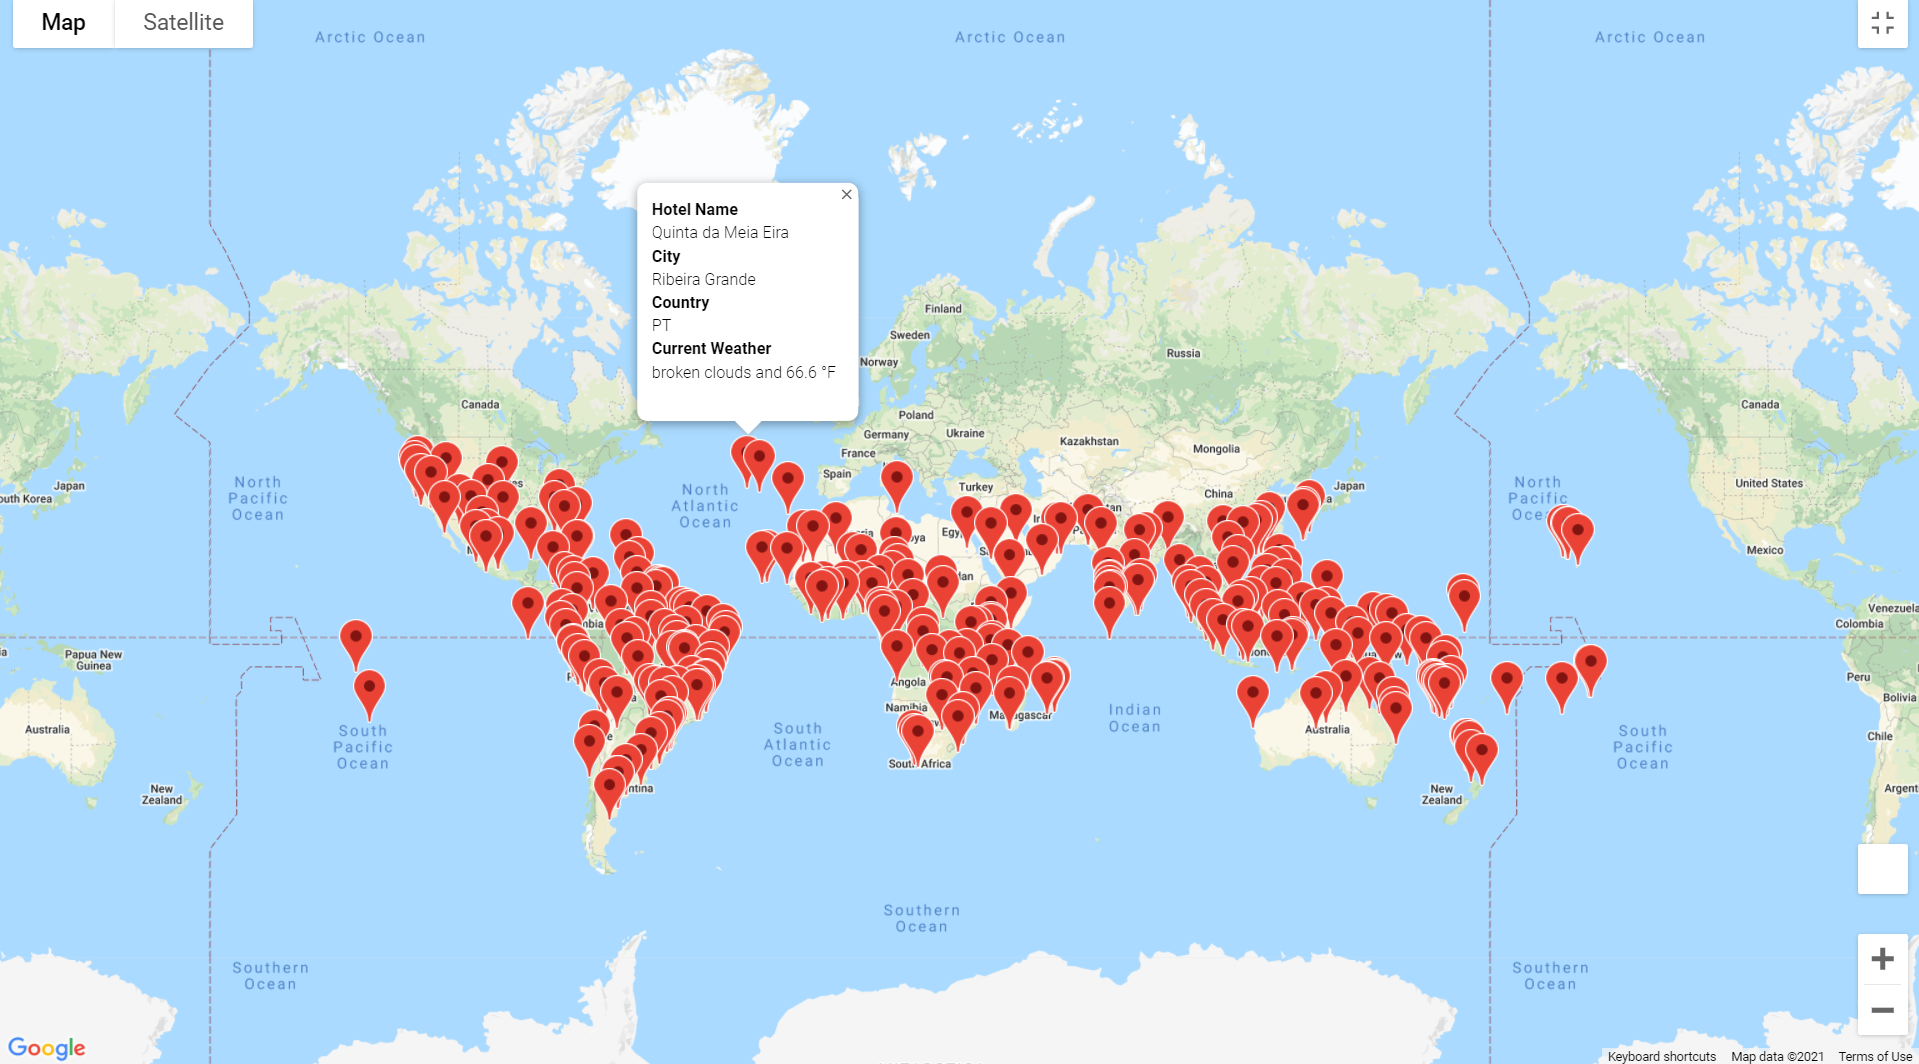 Map Satellite
Arctic Ocean
Arctic Ocean
Arctic Ocean
Hotel Name
Quinta da Meia Eira
City
Ribeira Grande
Country
PT
Current Weather
broken clouds and 66.6 °F
Finland
Sweden
Norway
Russia
Canada
Canada
Poland
Germany
Ukraine
France
Kazakhstan
Mongolia
Spain
Turkey
China
Japan
Japan
outh Korea
United States
North
Pacific
Ocean
North
Atlantic
Ocean
North
Pacific
Mexico
Venezuela
Colombia
Papua New
Guinea
Peru
Bolivia
Angola
Namibia
Madagascar
Indian
Ocean
Australia
Australia
South
Pacific
Ocean
South
Atlantic
Ocean
South
Pacific
Ocean
Chile
South Africa
New
Zealand
New
Zealand
ntina
Argent
Southern
Ocean
Southern
Ocean
Southern
Ocean
Google
Keyboard shortcuts Map data ©2021 Terms of Use